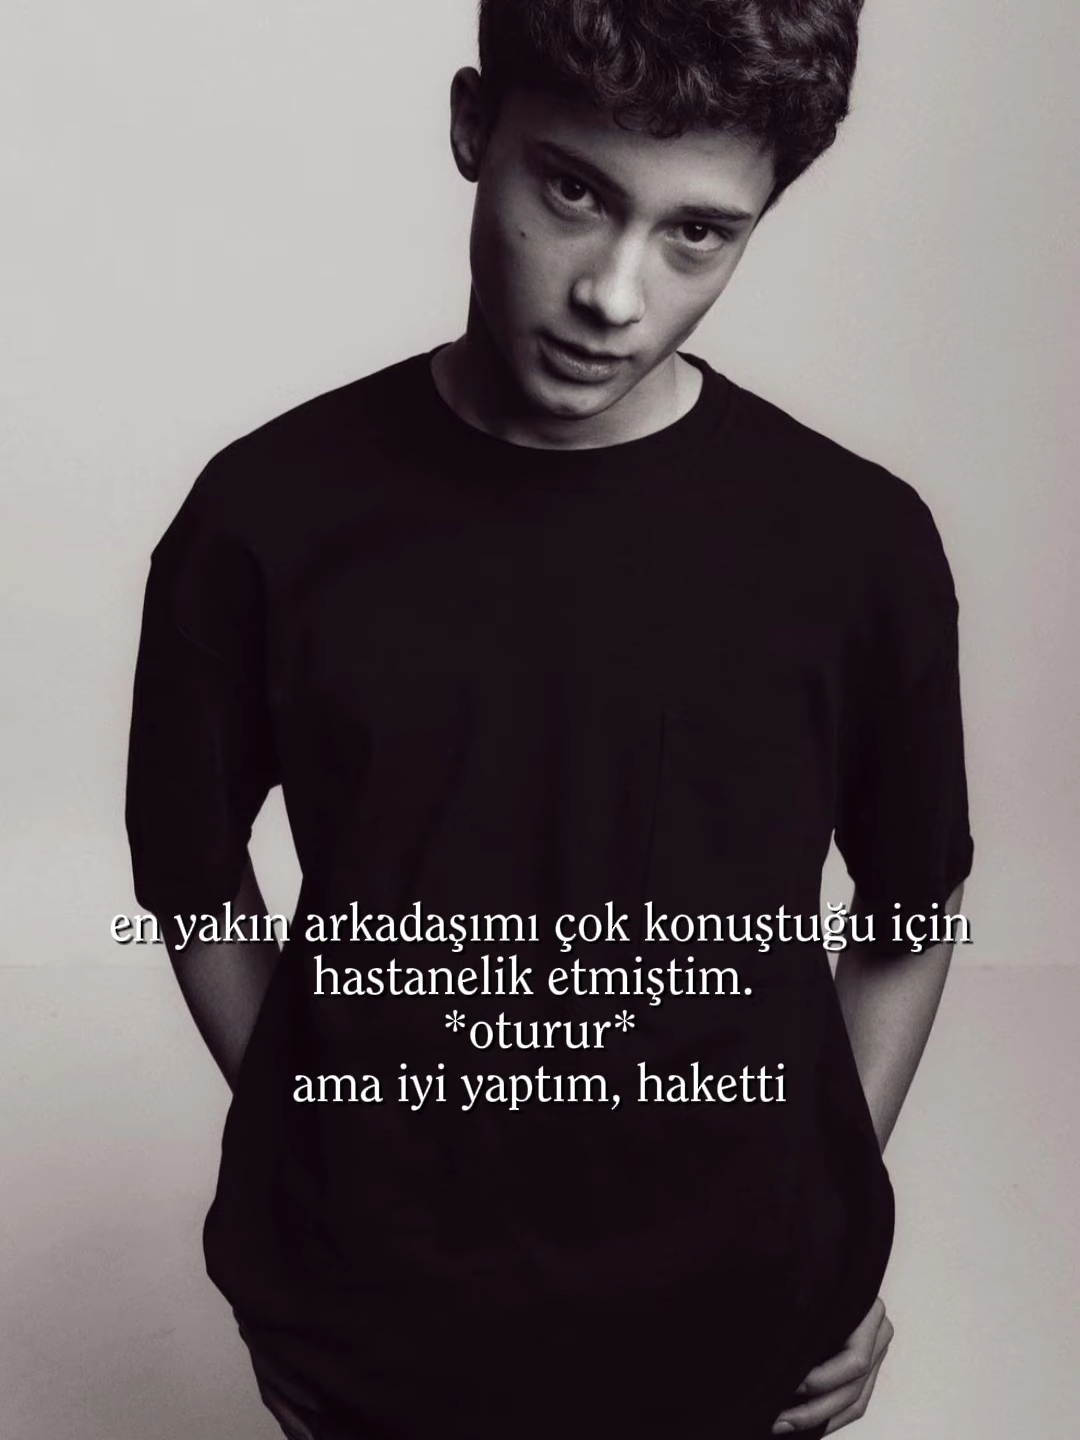 en yakın arkadaşımı çok konuştuğu için
hastanelik etmiştim.
*oturur*
ama iyi yaptım, haketti